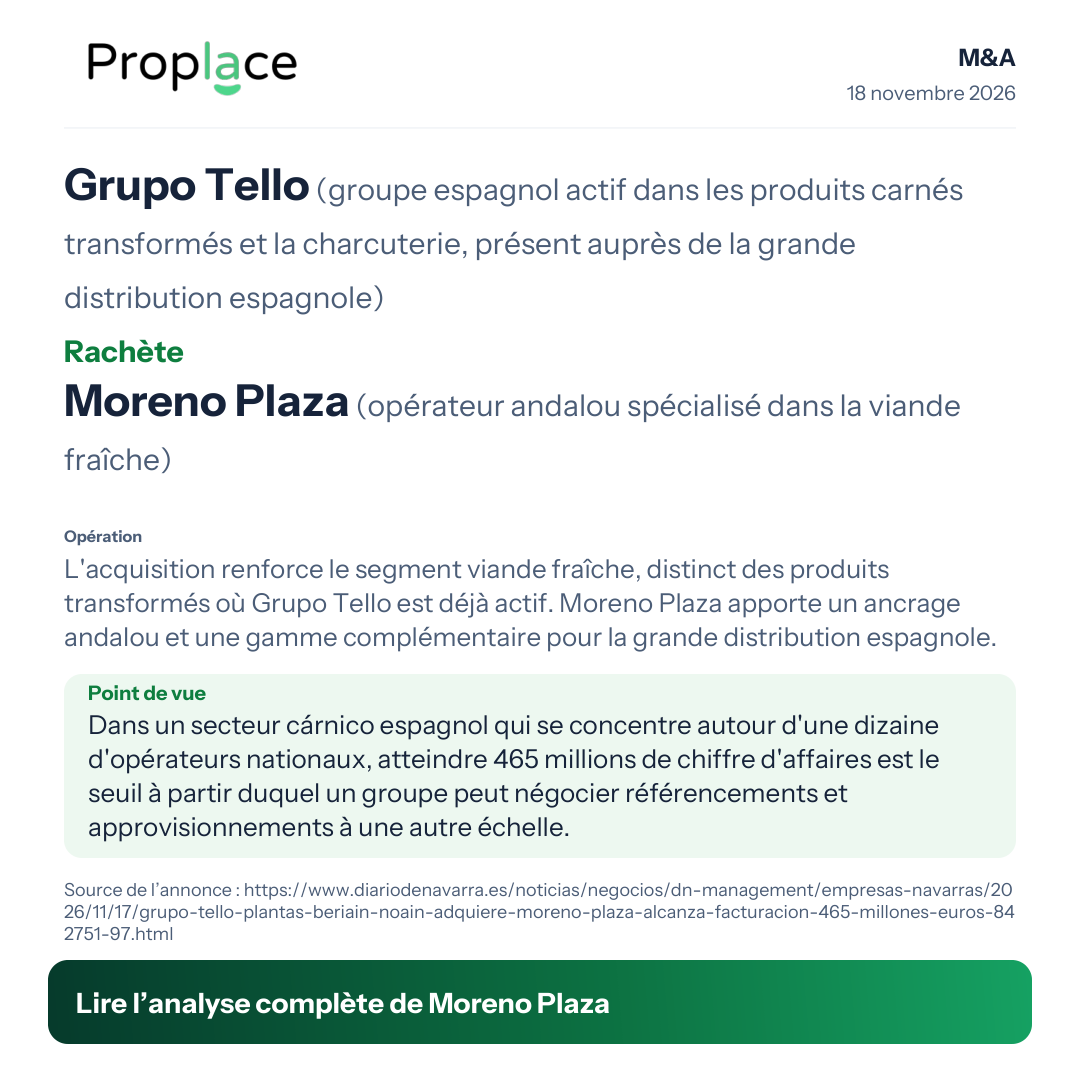 Proplace
M&A
18 novembre 2026
Grupo Tello (groupe espagnol actif dans les produits carnés
transformés et la charcuterie, présent auprès de la grande
distribution espagnole)
Rachète
Moreno Plaza (opérateur andalou spécialisé dans la viande
fraîche)
Opération
L'acquisition renforce le segment viande fraîche, distinct des produits
transformés où Grupo Tello est déjà actif. Moreno Plaza apporte un ancrage
andalou et une gamme complémentaire pour la grande distribution espagnole.
Point de vue
Dans un secteur cárnico espagnol qui se concentre autour d'une dizaine
d'opérateurs nationaux, atteindre 465 millions de chiffre d'affaires est le
seuil à partir duquel un groupe peut négocier référencements et
approvisionnements à une autre échelle.
Source de l’annonce : https://www.diariodenavarra.es/noticias/negocios/dn-management/empresas-navarras/20
26/11/17/grupo-tello-plantas-beriain-noain-adquiere-moreno-plaza-alcanza-facturacion-465-millones-euros-84
2751-97.html
Lire l’analyse complète de Moreno Plaza